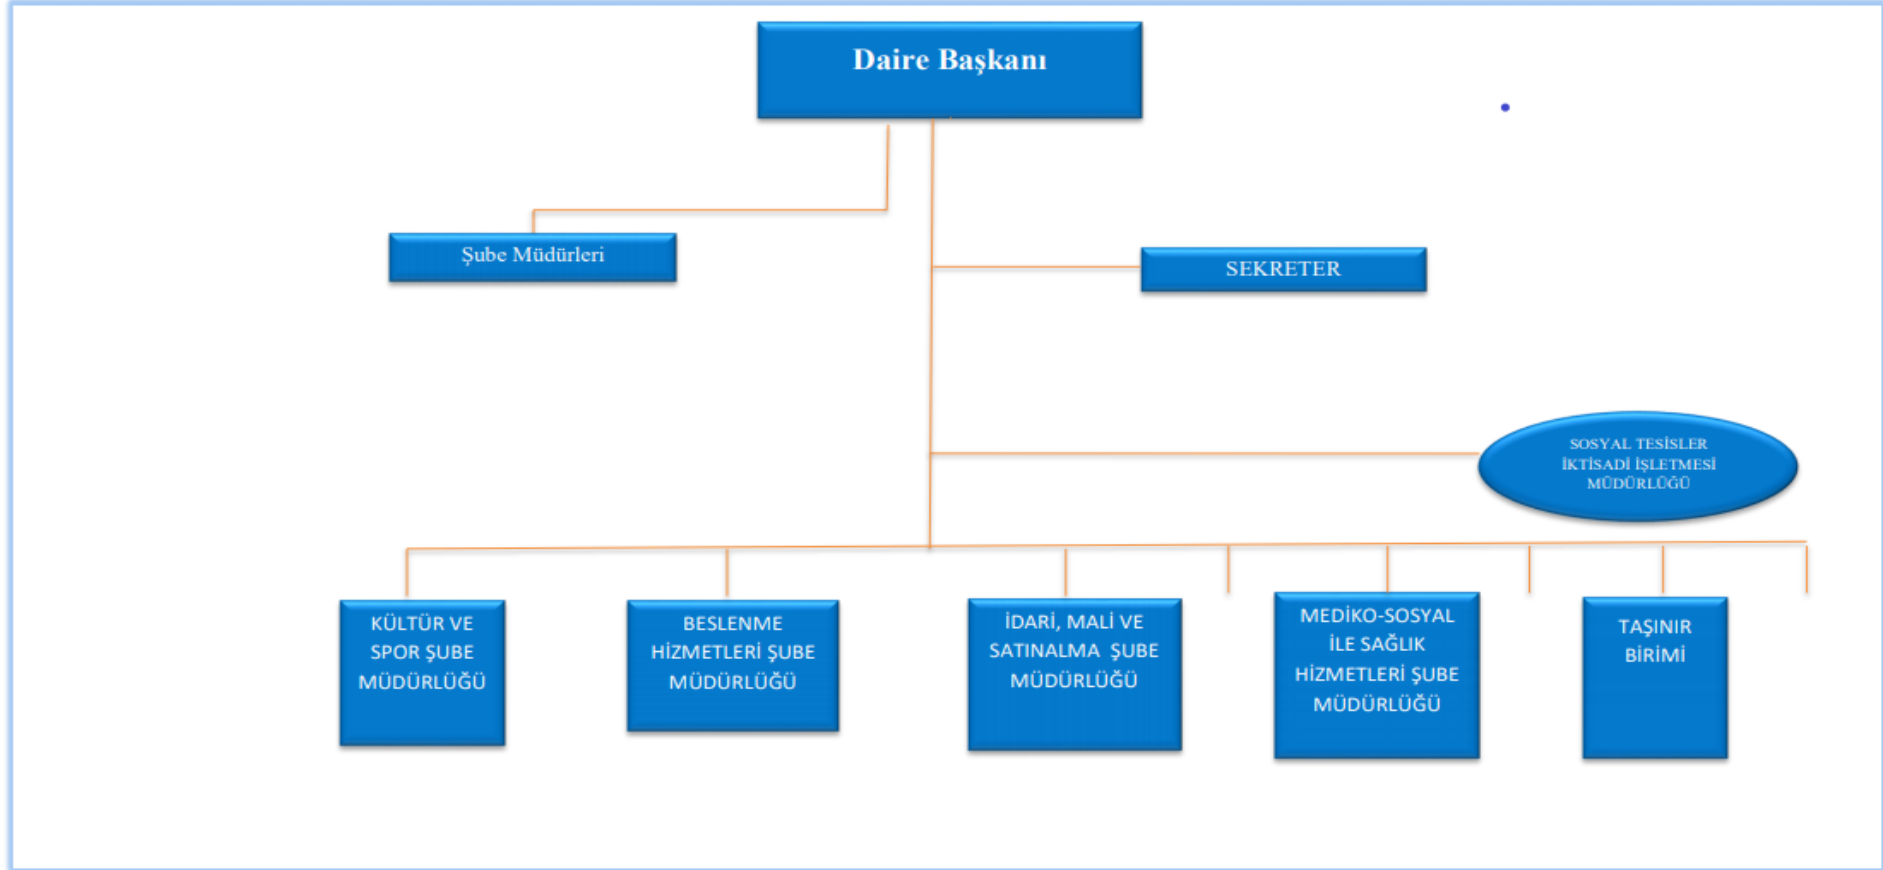 Daire Başkanı
Şube Müdürleri
SEKRETER
SOSYAL TESİSLER
İKTİSADİ İŞLETMESİ
MÜDÜRLÜĞÜ
KÜLTÜR VE
SPOR ŞUBE
MÜDÜRLÜĞÜ
BESLENME
HİZMETLERİ ŞUBE
MÜDÜRLÜĞÜ
İDARİ, MALİ VE
SATINALMA ŞUBE
MÜDÜRLÜĞÜ
MEDİKO-SOSYAL
İLE SAĞLIK
HİZMETLERİ ŞUBE
MÜDÜRLÜĞÜ
TAŞINIR
BİRİMİ